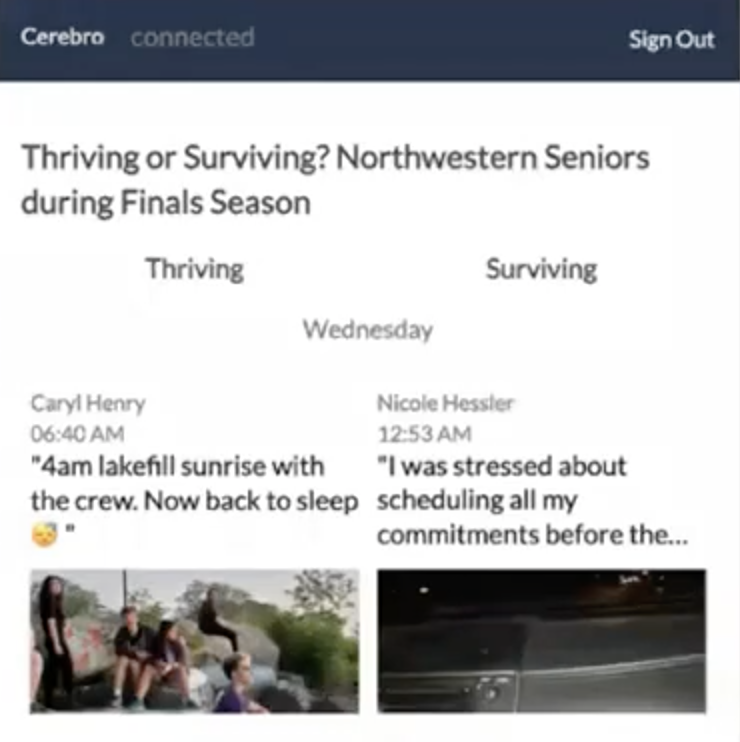 Cerebro connected Sign Out
Thriving or Surviving? Northwestern Seniors
during Finals Season
Thriving Surviving
Wednesday
Caryl Henry
06:40 AM
"4am lakefill sunrise with
the crew. Now back to sleep
😴 "
Nicole Hessler
12:53 AM
"I was stressed about
scheduling all my
commitments before the...